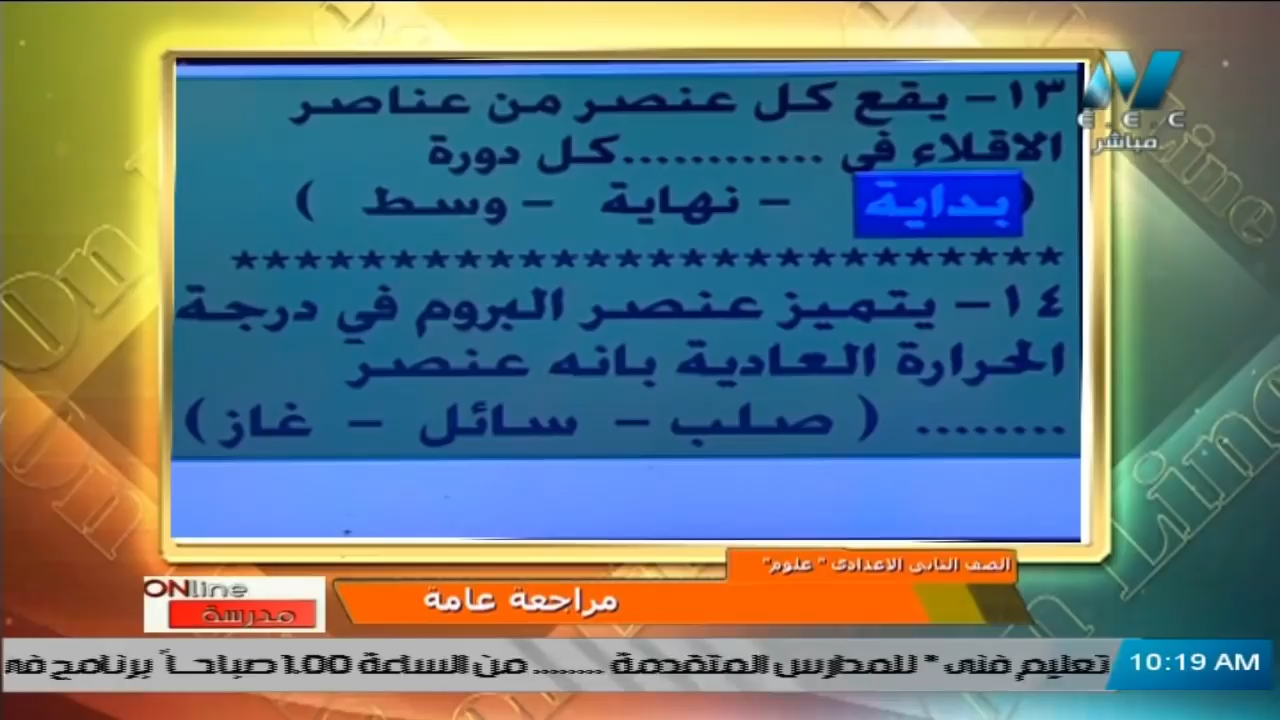 ١٣- يقع كل عنصر من عناصر
الاقلاء في ............كل دورة
(بداية - نهاية - وسط )
**************************
١٤- يتميز عنصر البروم في درجة
الحرارة العادية بانه عنصر
........ ( صلب - سائل - غاز)
E.E.C
مباشر
الصف الثانى الاعدادى " علوم"
مراجعة عامة
ONline
مدرسة
تعليم فنى " للمدارس المتقدمة ........ من الساعة 1.00 صباحاً برنامج فى
10:19 AM